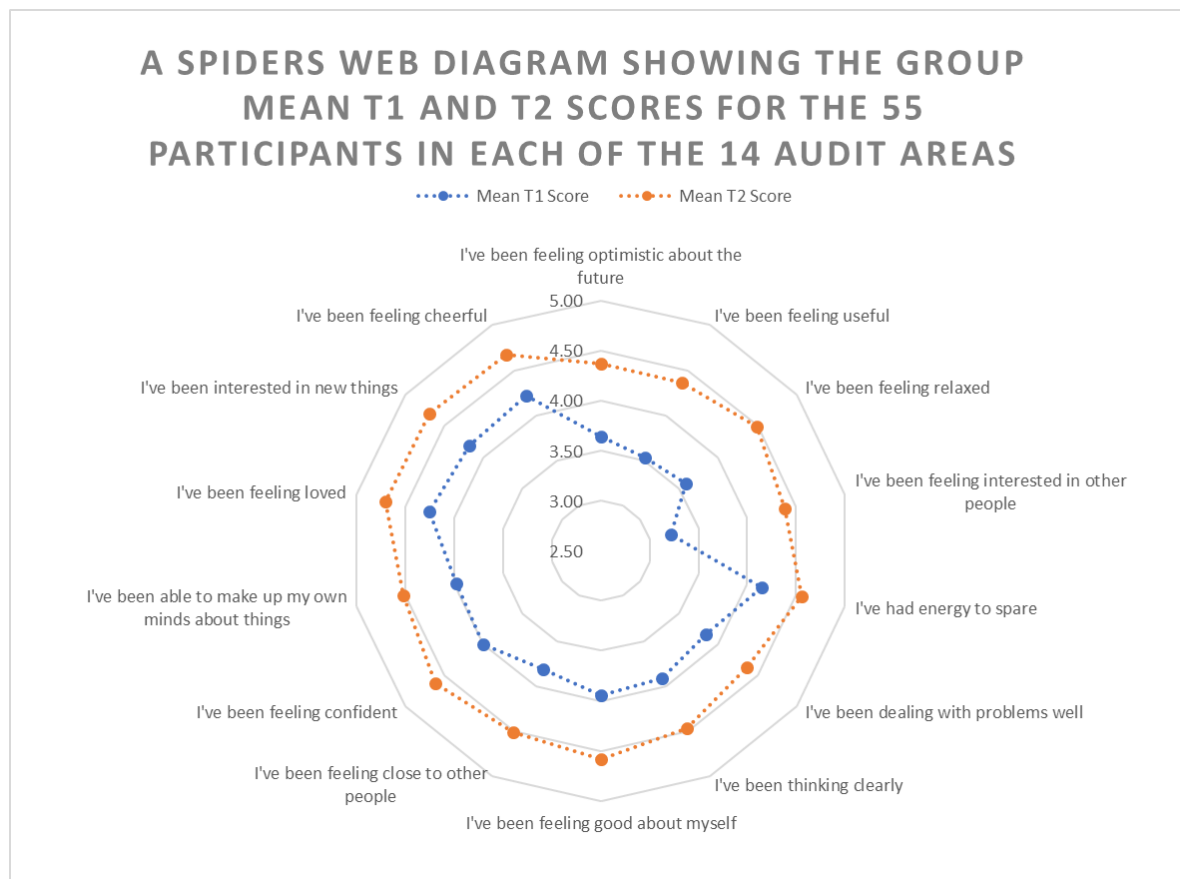 A SPIDERS WEB DIAGRAM SHOWING THE GROUP
MEAN T1 AND T2 SCORES FOR THE 55
PARTICIPANTS IN EACH OF THE 14 AUDIT AREAS
Mean T1 Score
Mean T2 Score
I've been feeling optimistic about the
future
I've been feeling useful
I've been feeling relaxed
I've been feeling interested in other
people
I've had energy to spare
I've been dealing with problems well
I've been thinking clearly
I've been feeling good about myself
I've been feeling close to other
people
I've been feeling confident
I've been able to make up my own
minds about things
I've been feeling loved
I've been interested in new things
I've been feeling cheerful
5.00
4.50
4.00
3.50
3.00
2.50